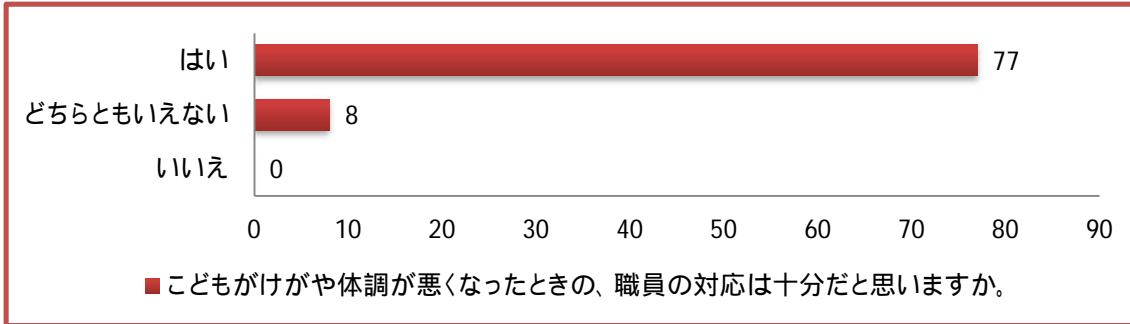 はい 77
どちらともいえない 8
いいえ 0
0 10 20 30 40 50 60 70 80 90
こどもがけがや体調が悪くなったときの、職員の対応は十分だと思いますか。